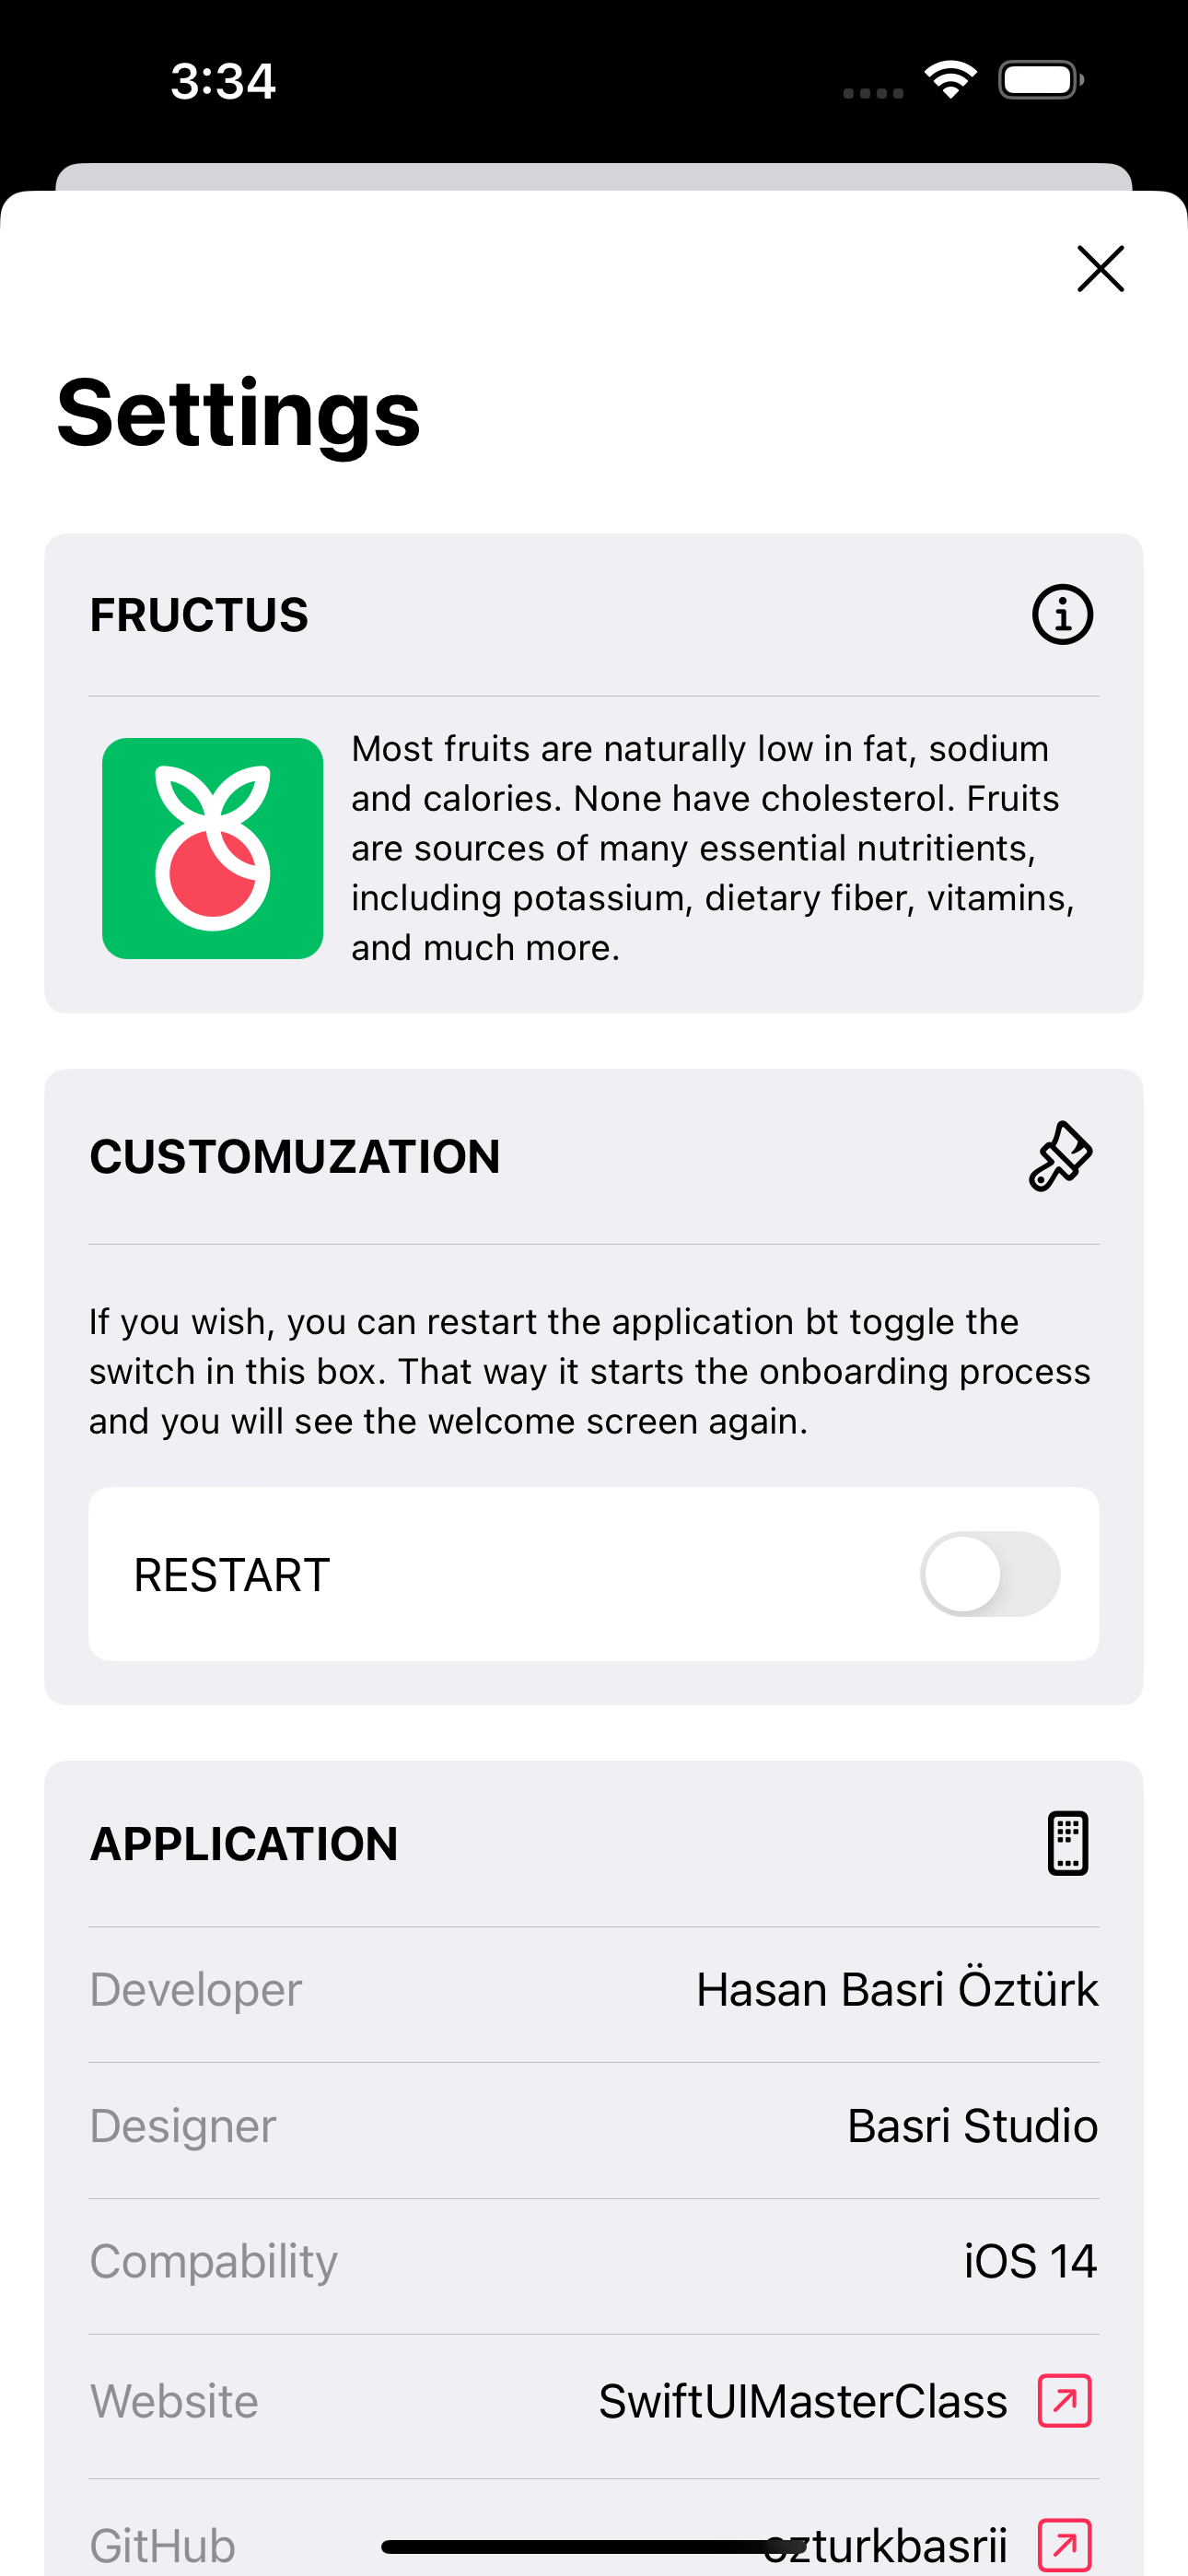 3:34
Settings
FRUCTUS
Most fruits are naturally low in fat, sodium
and calories. None have cholesterol. Fruits
are sources of many essential nutritients,
including potassium, dietary fiber, vitamins,
and much more.
CUSTOMUZATION
If you wish, you can restart the application bt toggle the
switch in this box. That way it starts the onboarding process
and you will see the welcome screen again.
RESTART
APPLICATION
Developer Hasan Basri Öztürk
Designer Basri Studio
Compability iOS 14
Website SwiftUIMasterClass
GitHub ozturkbasrii